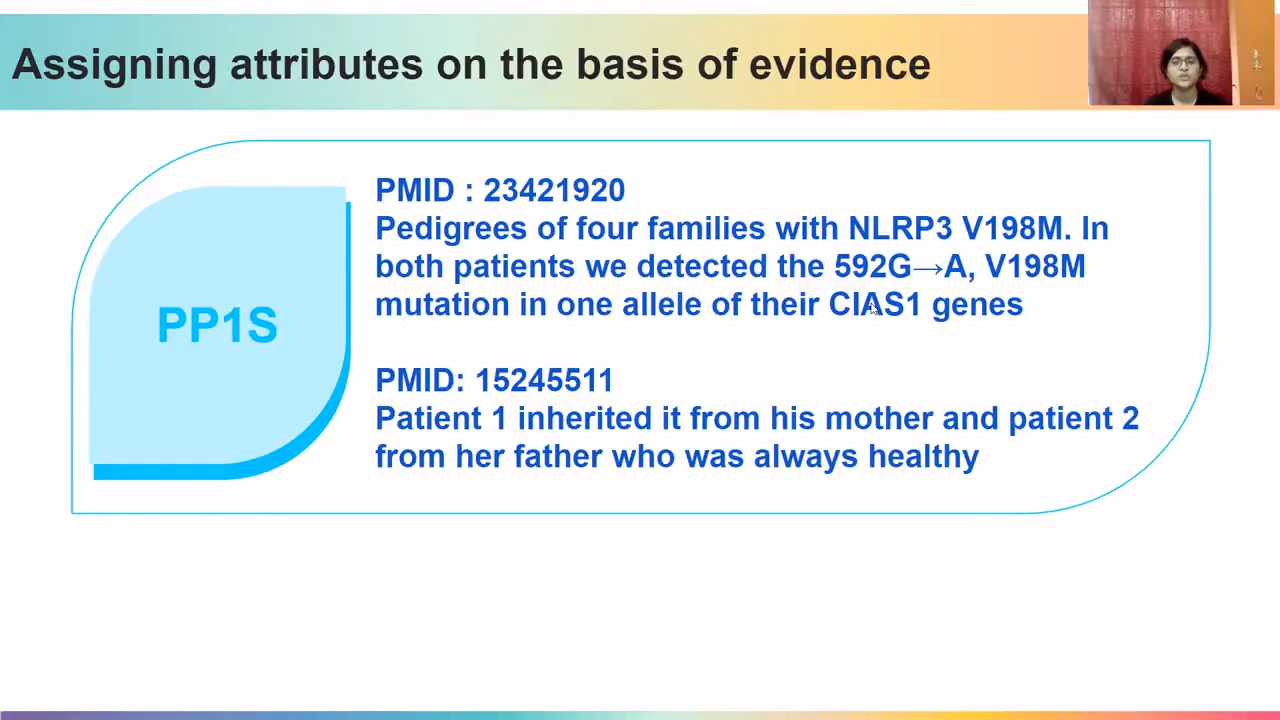 Assigning attributes on the basis of evidence
PP1S
PMID : 23421920
Pedigrees of four families with NLRP3 V198M. In
both patients we detected the 592G→A, V198M
mutation in one allele of their CIAS1 genes
PMID: 15245511
Patient 1 inherited it from his mother and patient 2
from her father who was always healthy